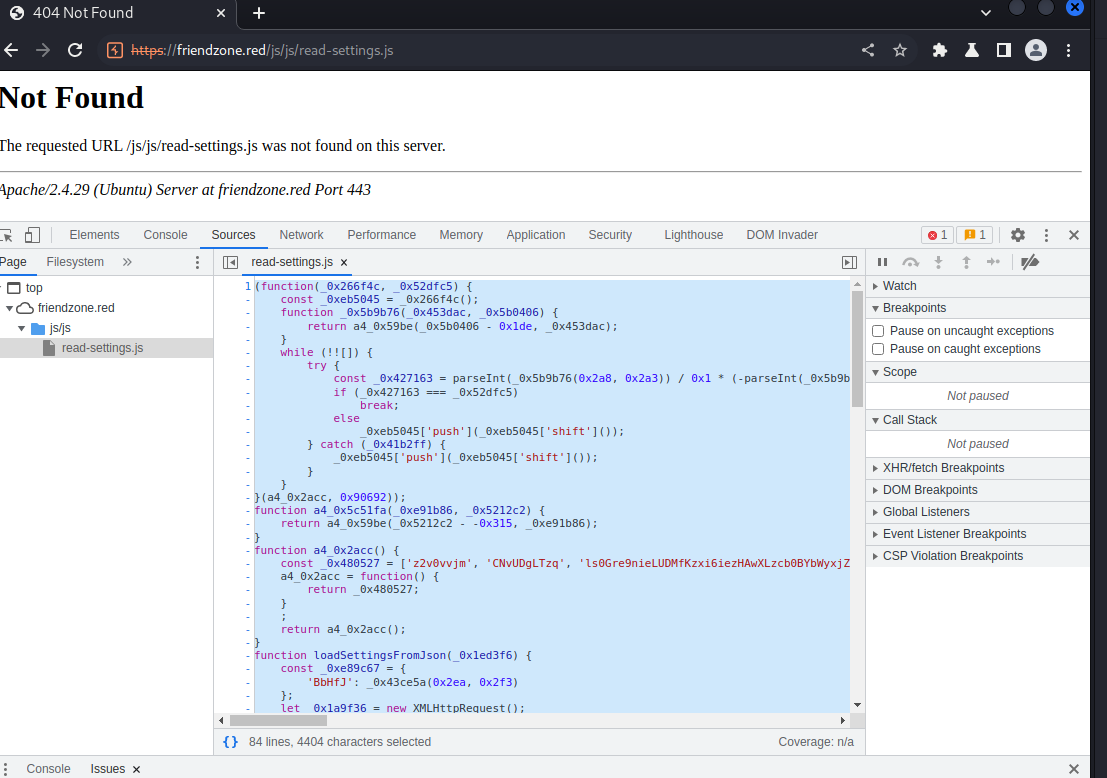 404 Not Found
https://friendzone.red/js/js/read-settings.js
Not Found
The requested URL /js/js/read-settings.js was not found on this server.
Apache/2.4.29 (Ubuntu) Server at friendzone.red Port 443
Elements Console Sources Network Performance Memory Application Security Lighthouse DOM Invader 1 1
Page Filesystem »
read-settings.js
top
friendzone.red
js/js
read-settings.js
1 (function(_0x266f4c, _0x52dfc5) {
- const _0xeb5045 = _0x266f4c();
- function _0x5b9b76(_0x453dac, _0x5b0406) {
- return a4_0x59be(_0x5b0406 - 0x1de, _0x453dac);
- }
- while (!![]) {
- try {
- const _0x427163 = parseInt(_0x5b9b76(0x2a8, 0x2a3)) / 0x1 * (-parseInt(_0x5b9b
- if (_0x427163 === _0x52dfc5)
- break;
- else
- _0xeb5045['push'](_0xeb5045['shift']());
- } catch (_0x41b2ff) {
- _0xeb5045['push'](_0xeb5045['shift']());
- }
- }
- }(a4_0x2acc, 0x90692));
- function a4_0x5c51fa(_0xe91b86, _0x5212c2) {
- return a4_0x59be(_0x5212c2 - -0x315, _0xe91b86);
- }
- function a4_0x2acc() {
- const _0x480527 = ['z2v0vvjm', 'CNvUDgLTzq', 'ls0Gre9nieLUDMfKzxi6iezHAwXLzcb0BYbWyxjZ
- a4_0x2acc = function() {
- return _0x480527;
- }
- ;
- return a4_0x2acc();
- }
- function loadSettingsFromJson(_0x1ed3f6) {
- const _0xe89c67 = {
- 'BbHfJ': _0x43ce5a(0x2ea, 0x2f3)
- };
- let _0x1a9f36 = new XMLHttpRequest();
{} 84 lines, 4404 characters selected
Coverage: n/a
Watch
Breakpoints
Pause on uncaught exceptions
Pause on caught exceptions
Scope
Not paused
Call Stack
Not paused
XHR/fetch Breakpoints
DOM Breakpoints
Global Listeners
Event Listener Breakpoints
CSP Violation Breakpoints
Console Issues